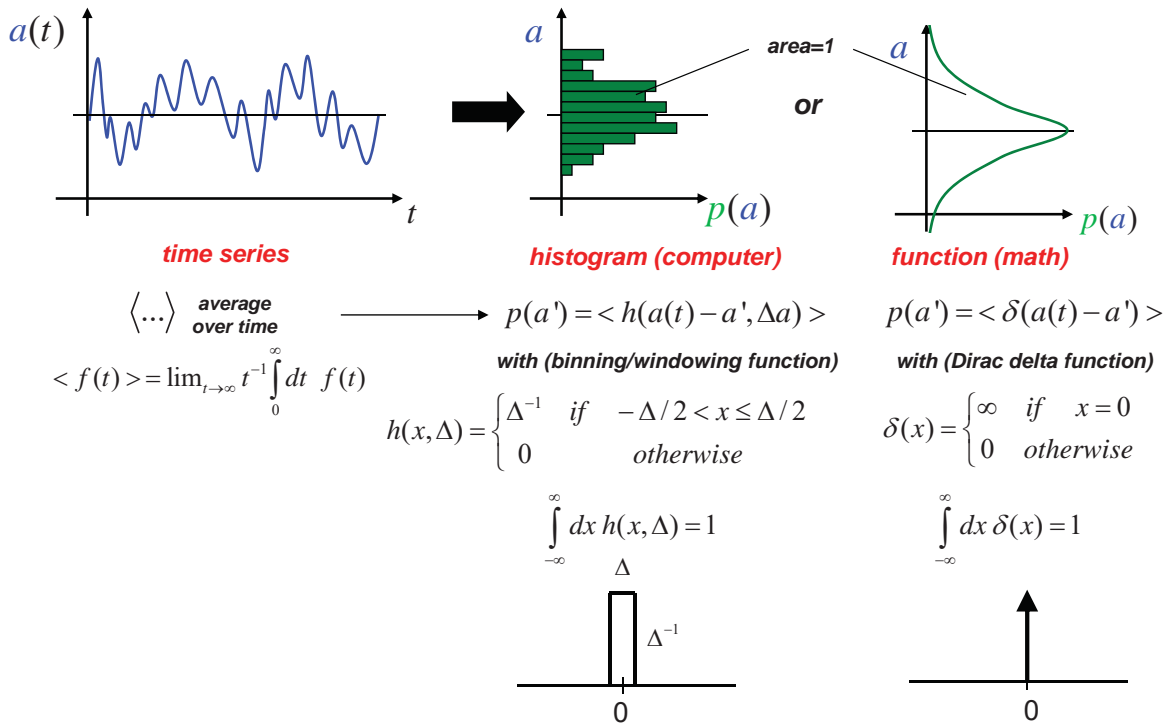 a(t)
t
a
area=1
p(a)
or
a
p(a)
time series
histogram (computer)
function (math)
⟨...⟩ average
over time
p(a') = < h(a(t) − a', Δa) >
p(a') = < δ(a(t) − a') >
with (binning/windowing function)
with (Dirac delta function)
< f(t) > = lim_{t→∞} t^{−1} ∫_0^∞ dt f(t)
h(x, Δ) = { Δ^{−1} if −Δ/2 < x ≤ Δ/2
0 otherwise
δ(x) = { ∞ if x = 0
0 otherwise
∫_{−∞}^{∞} dx h(x, Δ) = 1
∫_{−∞}^{∞} dx δ(x) = 1
Δ
Δ^{−1}
0
0